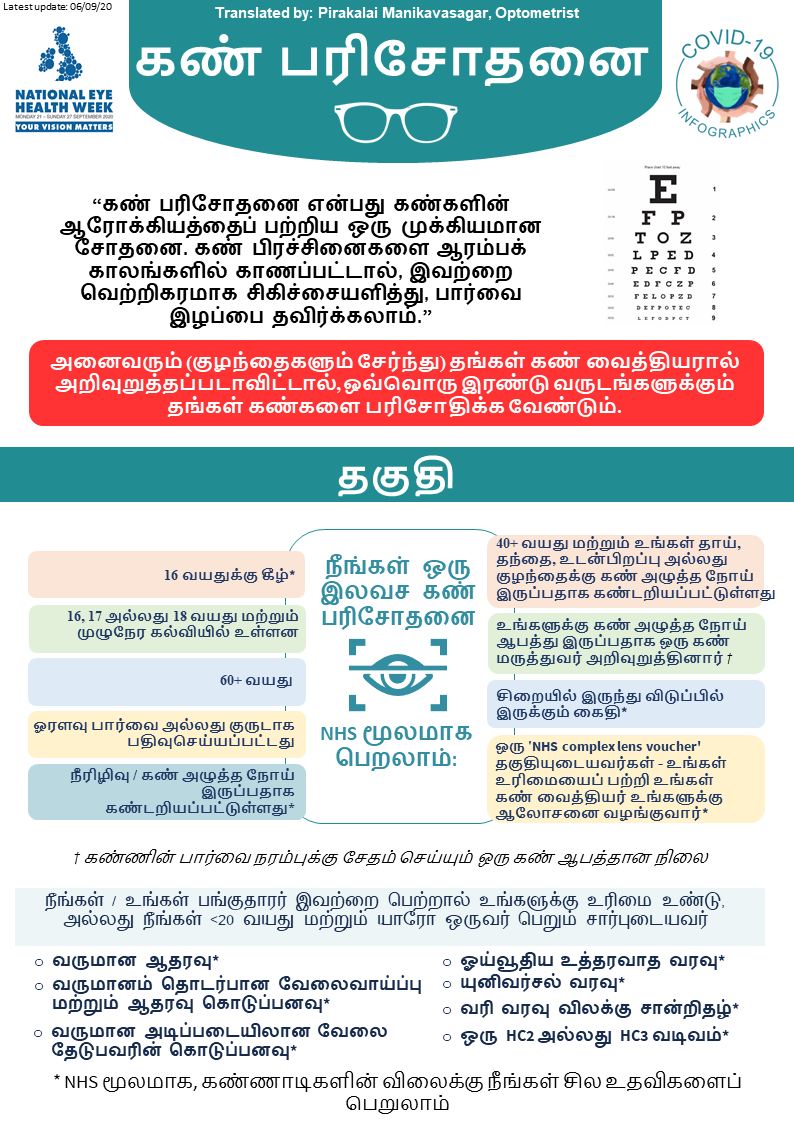 Latest update: 06/09/20
Translated by: Pirakalai Manikavasagar, Optometrist
கண் பரிசோதனை
NATIONAL EYE
HEALTH WEEK
MONDAY 21 - SUNDAY 27 SEPTEMBER 2020
YOUR VISION MATTERS
COVID-19
INFOGRAPHICS
“கண் பரிசோதனை என்பது கண்களின்
ஆரோக்கியத்தைப் பற்றிய ஒரு முக்கியமான
சோதனை. கண் பிரச்சினைகளை ஆரம்பக்
காலங்களில் காணப்பட்டால், இவற்றை
வெற்றிகரமாக சிகிச்சையளித்து, பார்வை
இழப்பை தவிர்க்கலாம்.”
E 1
F P 2
T O Z 3
L P E D 4
P E C F D 5
E D F C Z P 6
F E L O P Z D 7
D E F P O T E C 8
L E F O D P C T 9
அனைவரும் (குழந்தைகளும் சேர்ந்து) தங்கள் கண் வைத்தியரால்
அறிவுறுத்தப்படாவிட்டால், ஒவ்வொரு இரண்டு வருடங்களுக்கும்
தங்கள் கண்களை பரிசோதிக்க வேண்டும்.
தகுதி
நீங்கள் ஒரு
இலவச கண்
பரிசோதனை
NHS மூலமாக
பெறலாம்:
16 வயதுக்கு கீழ்*
16, 17 அல்லது 18 வயது மற்றும்
முழுநேர கல்வியில் உள்ளன
60+ வயது
ஓரளவு பார்வை அல்லது குருடாக
பதிவுசெய்யப்பட்டது
நீரிழிவு / கண் அழுத்த நோய்
இருப்பதாக
கண்டறியப்பட்டுள்ளது*
40+ வயது மற்றும் உங்கள் தாய்,
தந்தை, உடன்பிறப்பு அல்லது
குழந்தைக்கு கண் அழுத்த நோய்
இருப்பதாக கண்டறியப்பட்டுள்ளது
உங்களுக்கு கண் அழுத்த நோய்
ஆபத்து இருப்பதாக ஒரு கண்
மருத்துவர் அறிவுறுத்தினார் †
சிறையில் இருந்து விடுப்பில்
இருக்கும் கைதி*
ஒரு 'NHS complex lens voucher'
தகுதியுடையவர்கள் - உங்கள்
உரிமையைப் பற்றி உங்கள்
கண் வைத்தியர் உங்களுக்கு
ஆலோசனை வழங்குவார்*
† கண்ணின் பார்வை நரம்புக்கு சேதம் செய்யும் ஒரு கண் ஆபத்தான நிலை
நீங்கள் / உங்கள் பங்குதாரர் இவற்றை பெற்றால் உங்களுக்கு உரிமை உண்டு,
அல்லது நீங்கள் <20 வயது மற்றும் யாரோ ஒருவர் பெறும் சார்புடையவர்
○ வருமான ஆதரவு*
○ வருமானம் தொடர்பான வேலைவாய்ப்பு
மற்றும் ஆதரவு கொடுப்பனவு*
○ வருமான அடிப்படையிலான வேலை
தேடுபவரின் கொடுப்பனவு*
○ ஓய்வூதிய உத்தரவாத வரவு*
○ யுனிவர்சல் வரவு*
○ வரி வரவு விலக்கு சான்றிதழ்*
○ ஒரு HC2 அல்லது HC3 வடிவம்*
* NHS மூலமாக, கண்ணாடிகளின் விலைக்கு நீங்கள் சில உதவிகளைப்
பெறுலாம்